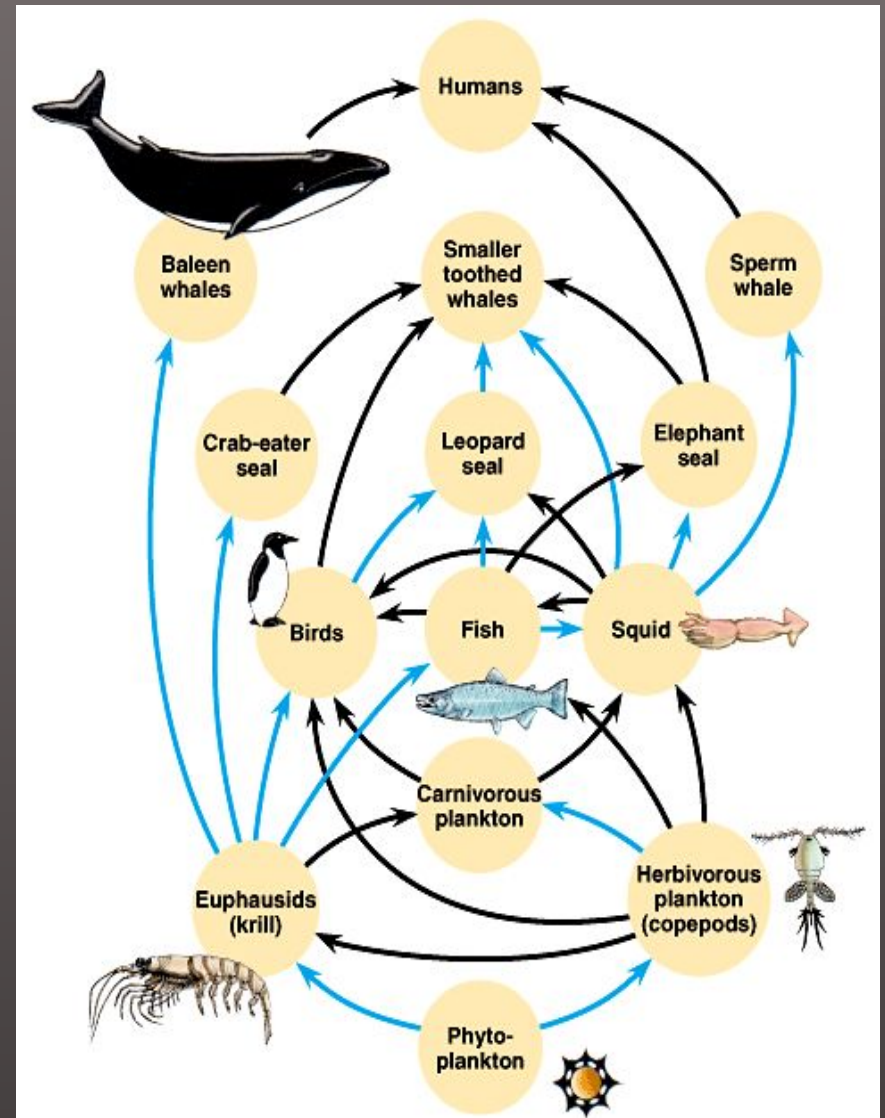 Humans
Baleen
whales
Smaller
toothed
whales
Sperm
whale
Crab-eater
seal
Leopard
seal
Elephant
seal
Birds
Fish
Squid
Carnivorous
plankton
Euphausids
(krill)
Herbivorous
plankton
(copepods)
Phyto-
plankton